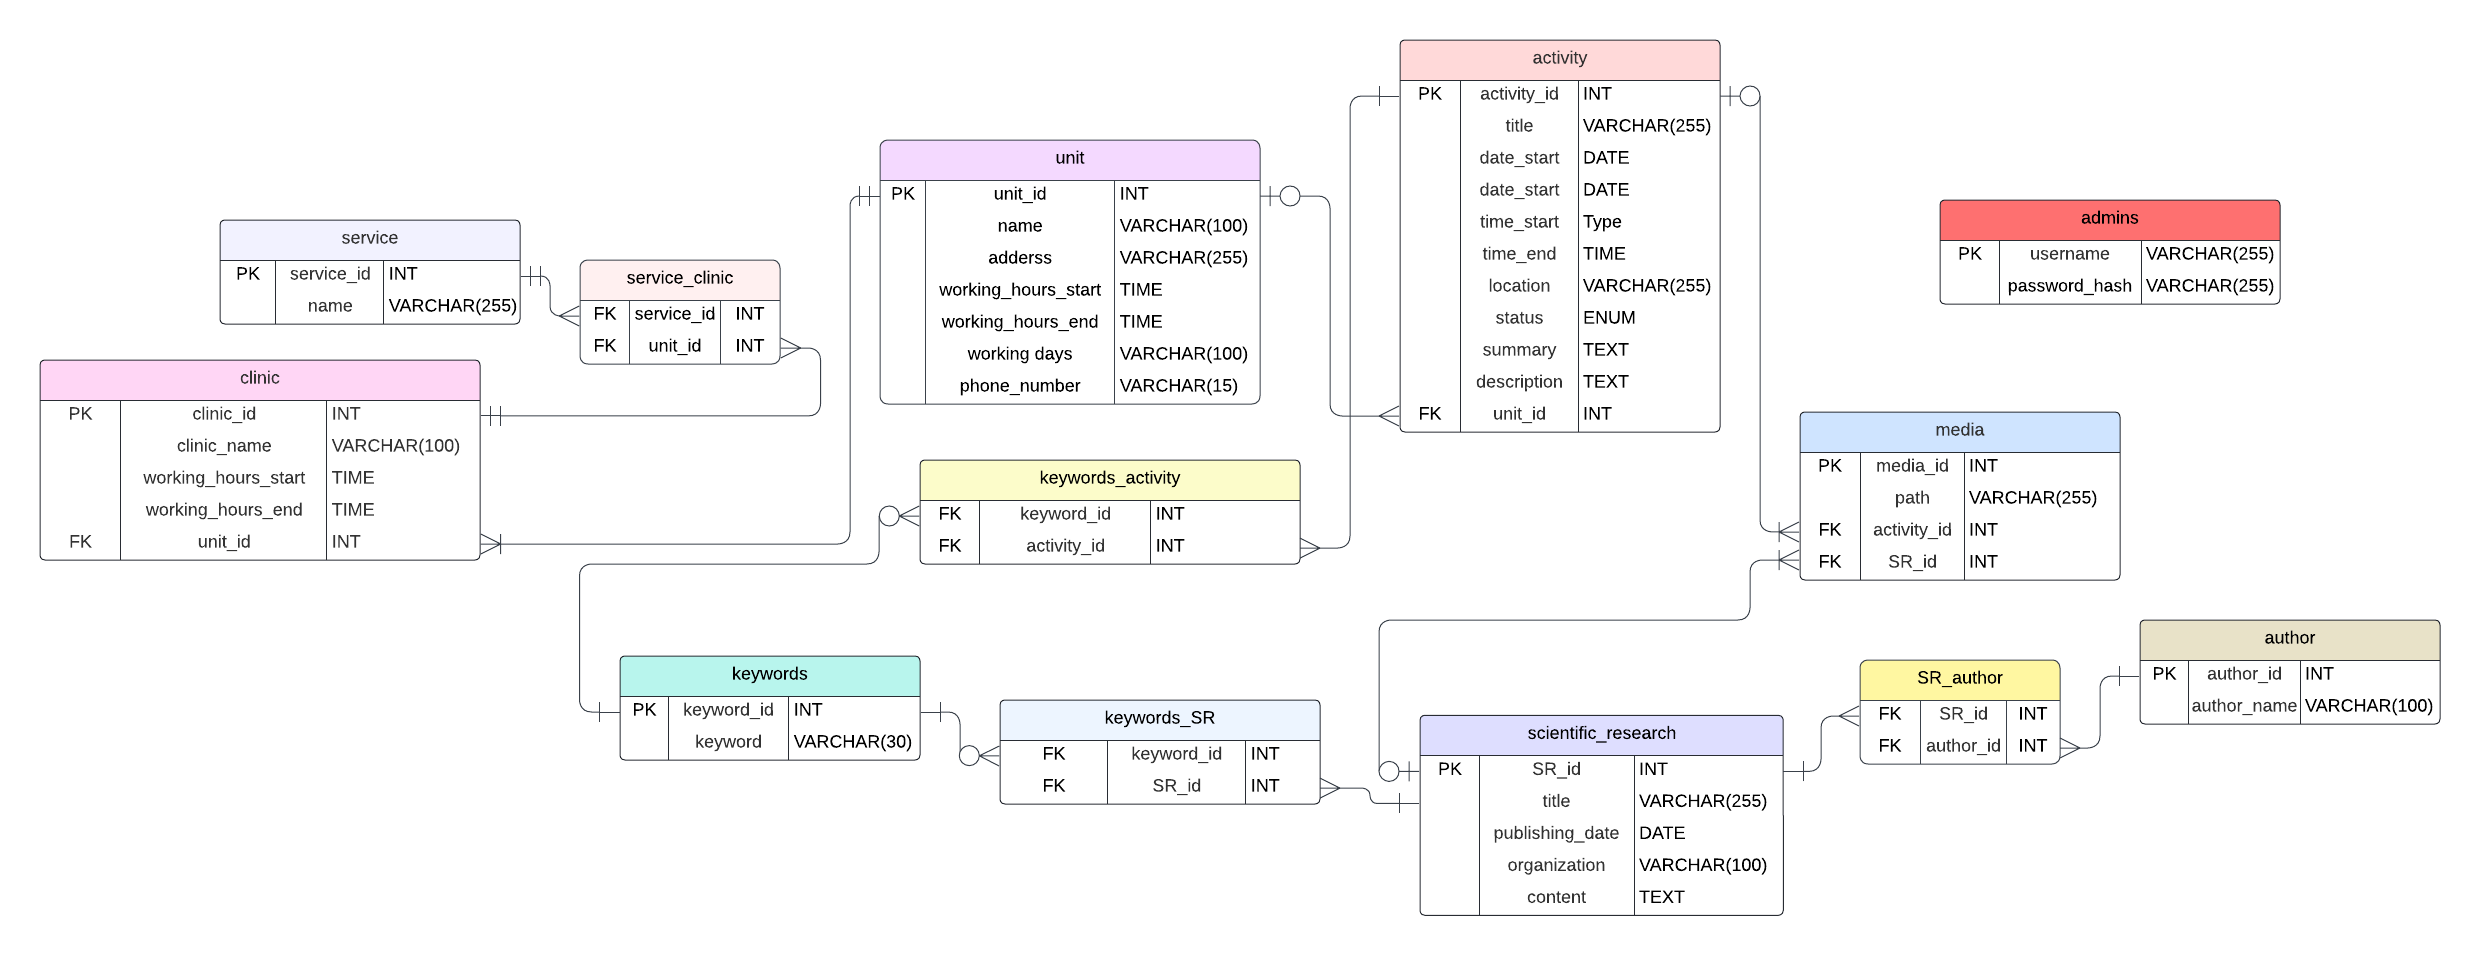 service
PK service_id INT
name VARCHAR(255)
service_clinic
FK service_id INT
FK unit_id INT
clinic
PK clinic_id INT
clinic_name VARCHAR(100)
working_hours_start TIME
working_hours_end TIME
FK unit_id INT
unit
PK unit_id INT
name VARCHAR(100)
adderss VARCHAR(255)
working_hours_start TIME
working_hours_end TIME
working days VARCHAR(100)
phone_number VARCHAR(15)
activity
PK activity_id INT
title VARCHAR(255)
date_start DATE
date_start DATE
time_start Type
time_end TIME
location VARCHAR(255)
status ENUM
summary TEXT
description TEXT
FK unit_id INT
admins
PK username VARCHAR(255)
password_hash VARCHAR(255)
keywords_activity
FK keyword_id INT
FK activity_id INT
media
PK media_id INT
path VARCHAR(255)
FK activity_id INT
FK SR_id INT
keywords
PK keyword_id INT
keyword VARCHAR(30)
keywords_SR
FK keyword_id INT
FK SR_id INT
scientific_research
PK SR_id INT
title VARCHAR(255)
publishing_date DATE
organization VARCHAR(100)
content TEXT
SR_author
FK SR_id INT
FK author_id INT
author
PK author_id INT
author_name VARCHAR(100)